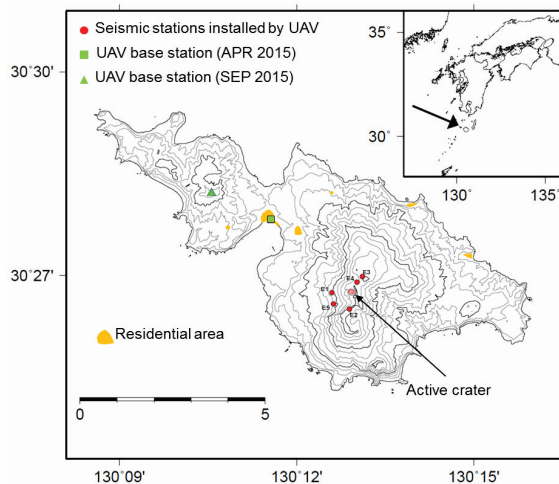 Seismic stations installed by UAV
UAV base station (APR 2015)
UAV base station (SEP 2015)
30°30'
30°27'
35°
30°
130°
135°
E3
E4
E1
E5
E2
Residential area
Active crater
0
5
130°09'
130°12'
130°15'